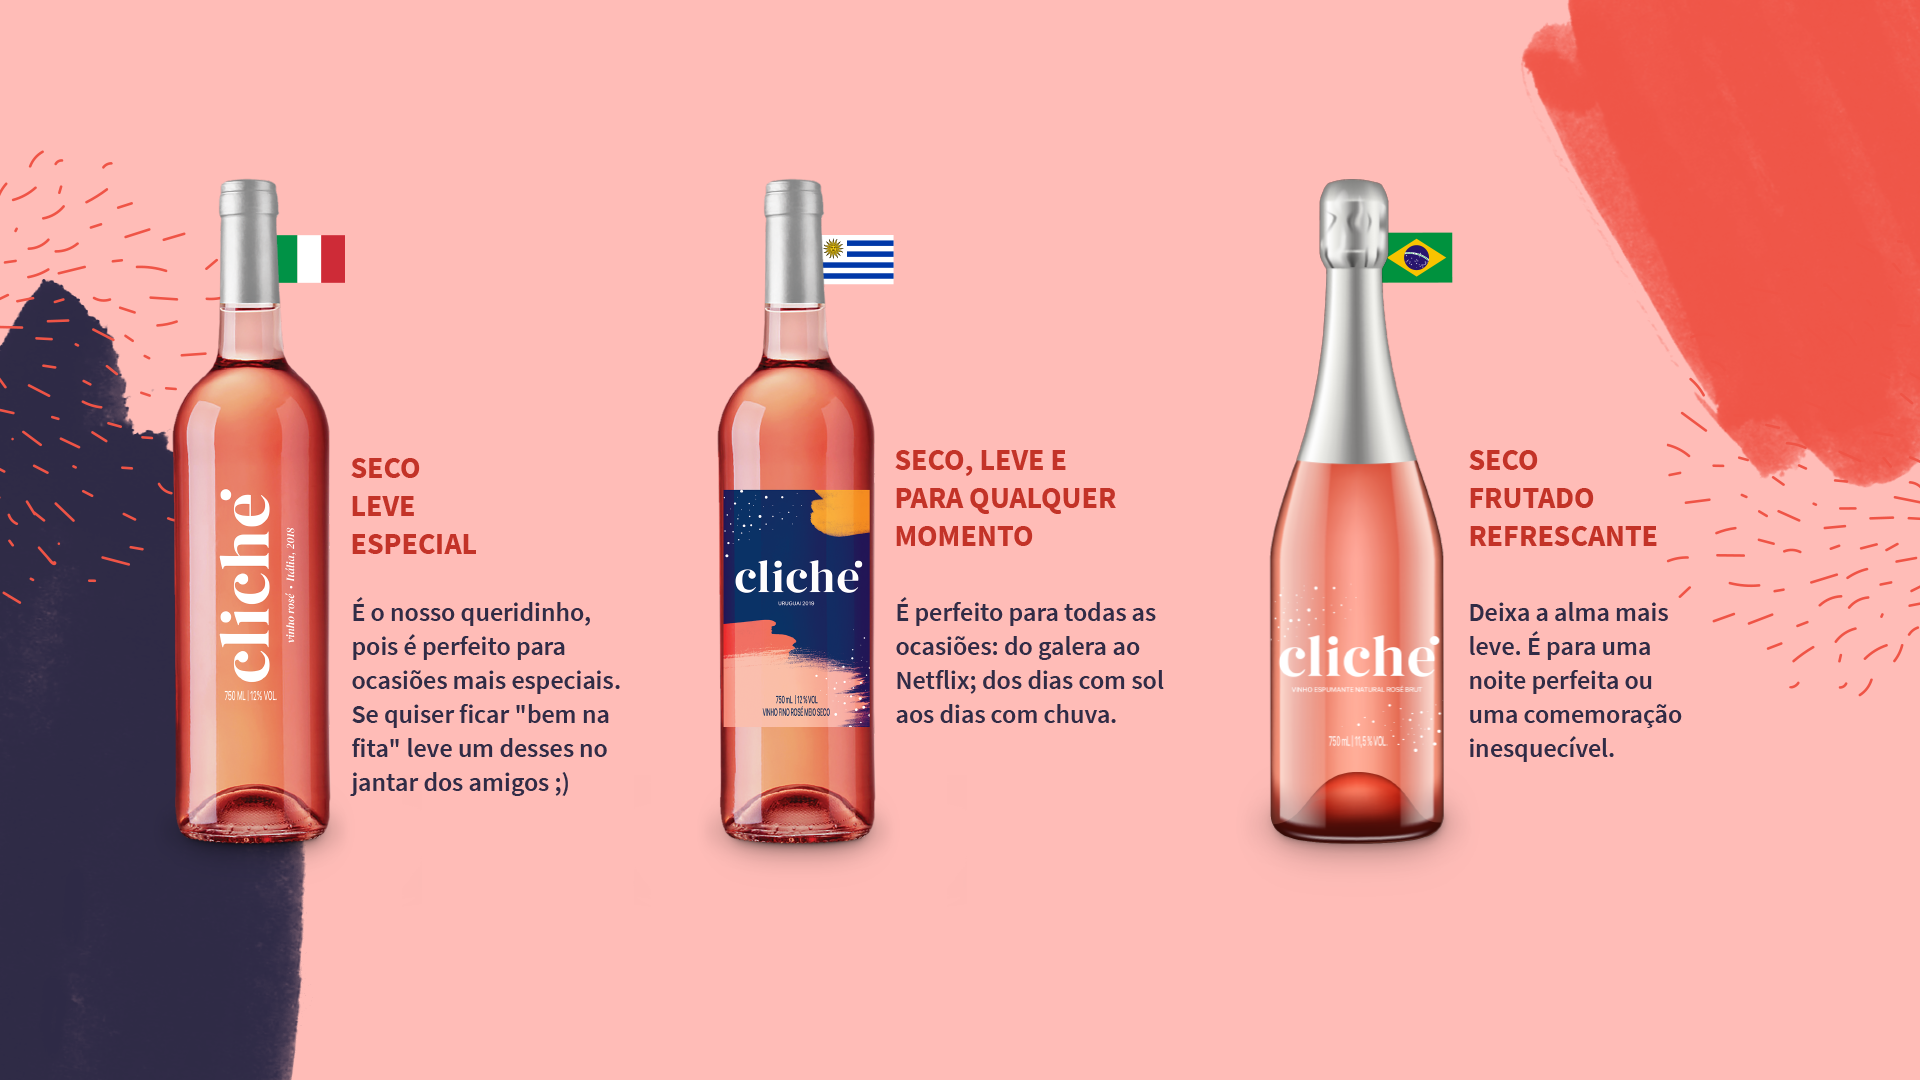 cliche
vinho rosé • Itália, 2018
750 ML | 12% VOL.
SECO
LEVE
ESPECIAL
É o nosso queridinho,
pois é perfeito para
ocasiões mais especiais.
Se quiser ficar "bem na
fita" leve um desses no
jantar dos amigos ;)
cliche
URUGUAI 2019
750 mL | 12 % VOL.
VINHO FINO ROSÉ MEIO SECO
SECO, LEVE E
PARA QUALQUER
MOMENTO
É perfeito para todas as
ocasiões: do galera ao
Netflix; dos dias com sol
aos dias com chuva.
cliche
VINHO ESPUMANTE NATURAL ROSÉ BRUT
750 mL | 11,5 % VOL.
SECO
FRUTADO
REFRESCANTE
Deixa a alma mais
leve. É para uma
noite perfeita ou
uma comemoração
inesquecível.